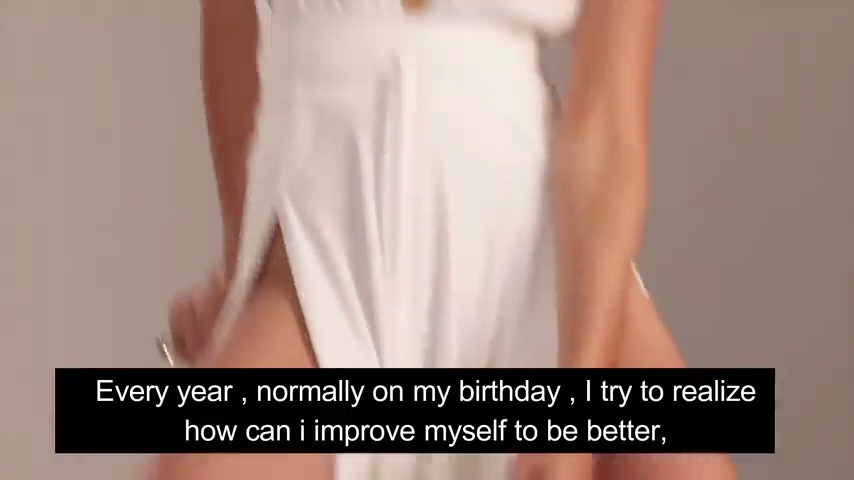 Every year , normally on my birthday , I try to realize
how can i improve myself to be better,